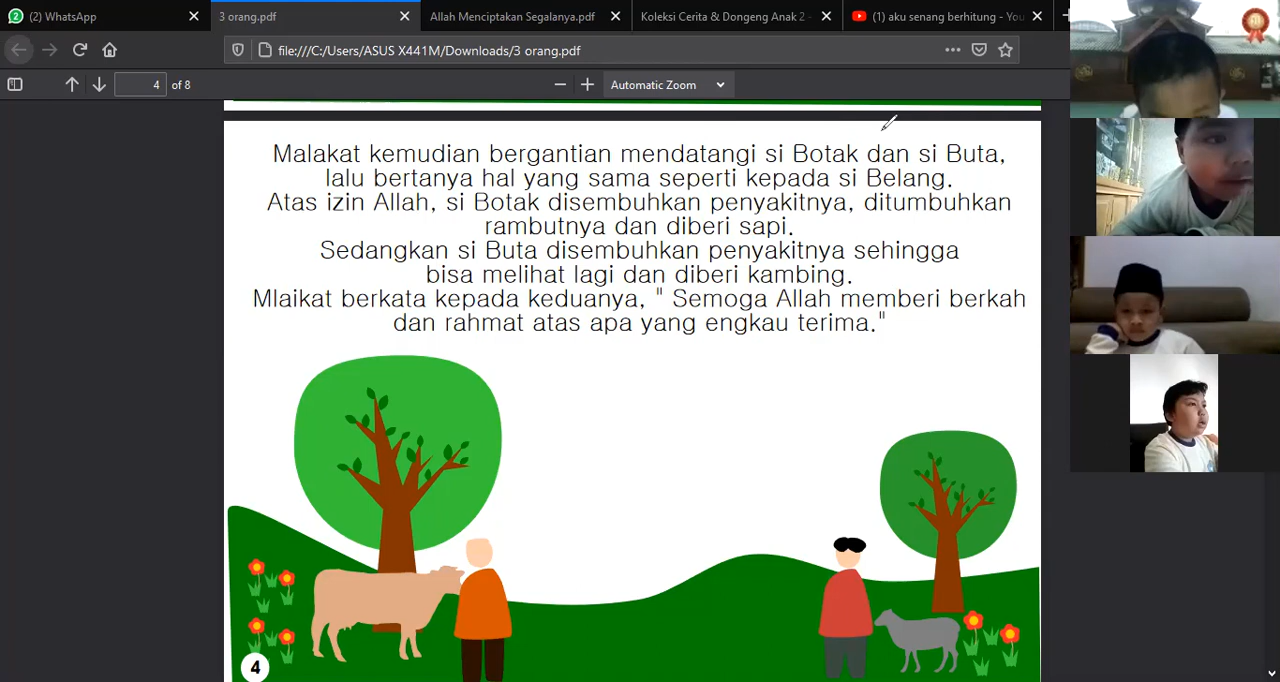 (2) WhatsApp
3 orang.pdf
Allah Menciptakan Segalanya.pdf
Koleksi Cerita & Dongeng Anak 2 -
(1) aku senang berhitung - You
file:///C:/Users/ASUS X441M/Downloads/3 orang.pdf
4 of 8
Automatic Zoom
Malakat kemudian bergantian mendatangi si Botak dan si Buta,
lalu bertanya hal yang sama seperti kepada si Belang.
Atas izin Allah, si Botak disembuhkan penyakitnya, ditumbuhkan
rambutnya dan diberi sapi.
Sedangkan si Buta disembuhkan penyakitnya sehingga
bisa melihat lagi dan diberi kambing.
Mlaikat berkata kepada keduanya, " Semoga Allah memberi berkah
dan rahmat atas apa yang engkau terima."
4